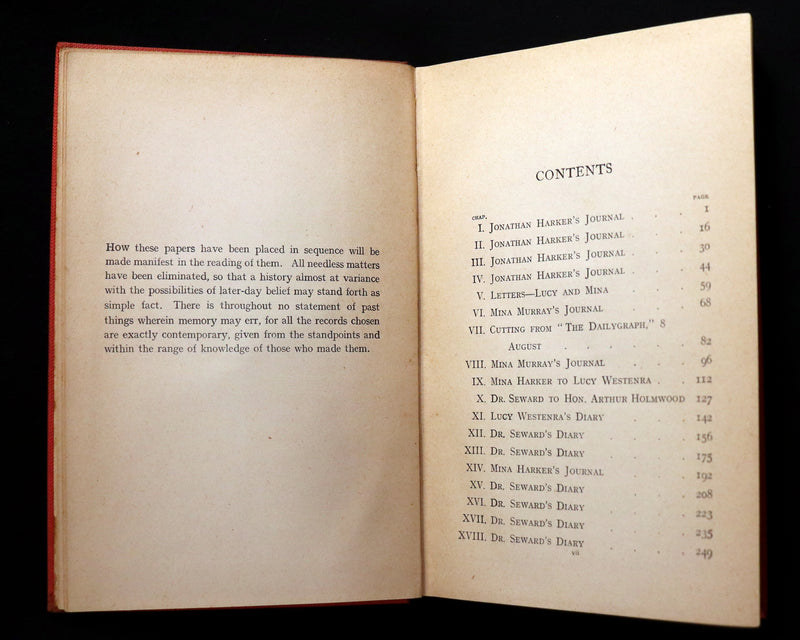 How these papers have been placed in sequence will be
made manifest in the reading of them. All needless matters
have been eliminated, so that a history almost at variance
with the possibilities of later-day belief may stand forth as
simple fact. There is throughout no statement of past
things wherein memory may err, for all the records chosen
are exactly contemporary, given from the standpoints and
within the range of knowledge of those who made them.
CONTENTS
CHAP. PAGE
I. Jonathan Harker's Journal . . . 1
II. Jonathan Harker's Journal . . . 16
III. Jonathan Harker's Journal . . . 30
IV. Jonathan Harker's Journal . . . 44
V. Letters—Lucy and Mina . . . 59
VI. Mina Murray's Journal . . . 68
VII. Cutting from "The Dailygraph," 8
August . . . . . 82
VIII. Mina Murray's Journal . . . 96
IX. Mina Harker to Lucy Westenra . . 112
X. Dr. Seward to Hon. Arthur Holmwood 127
XI. Lucy Westenra's Diary . . . 142
XII. Dr. Seward's Diary . . . . 156
XIII. Dr. Seward's Diary . . . . 175
XIV. Mina Harker's Journal . . . 192
XV. Dr. Seward's Diary . . . . 208
XVI. Dr. Seward's Diary . . . . 223
XVII. Dr. Seward's Diary . . . . 235
XVIII. Dr. Seward's Diary . . . . 249
vii